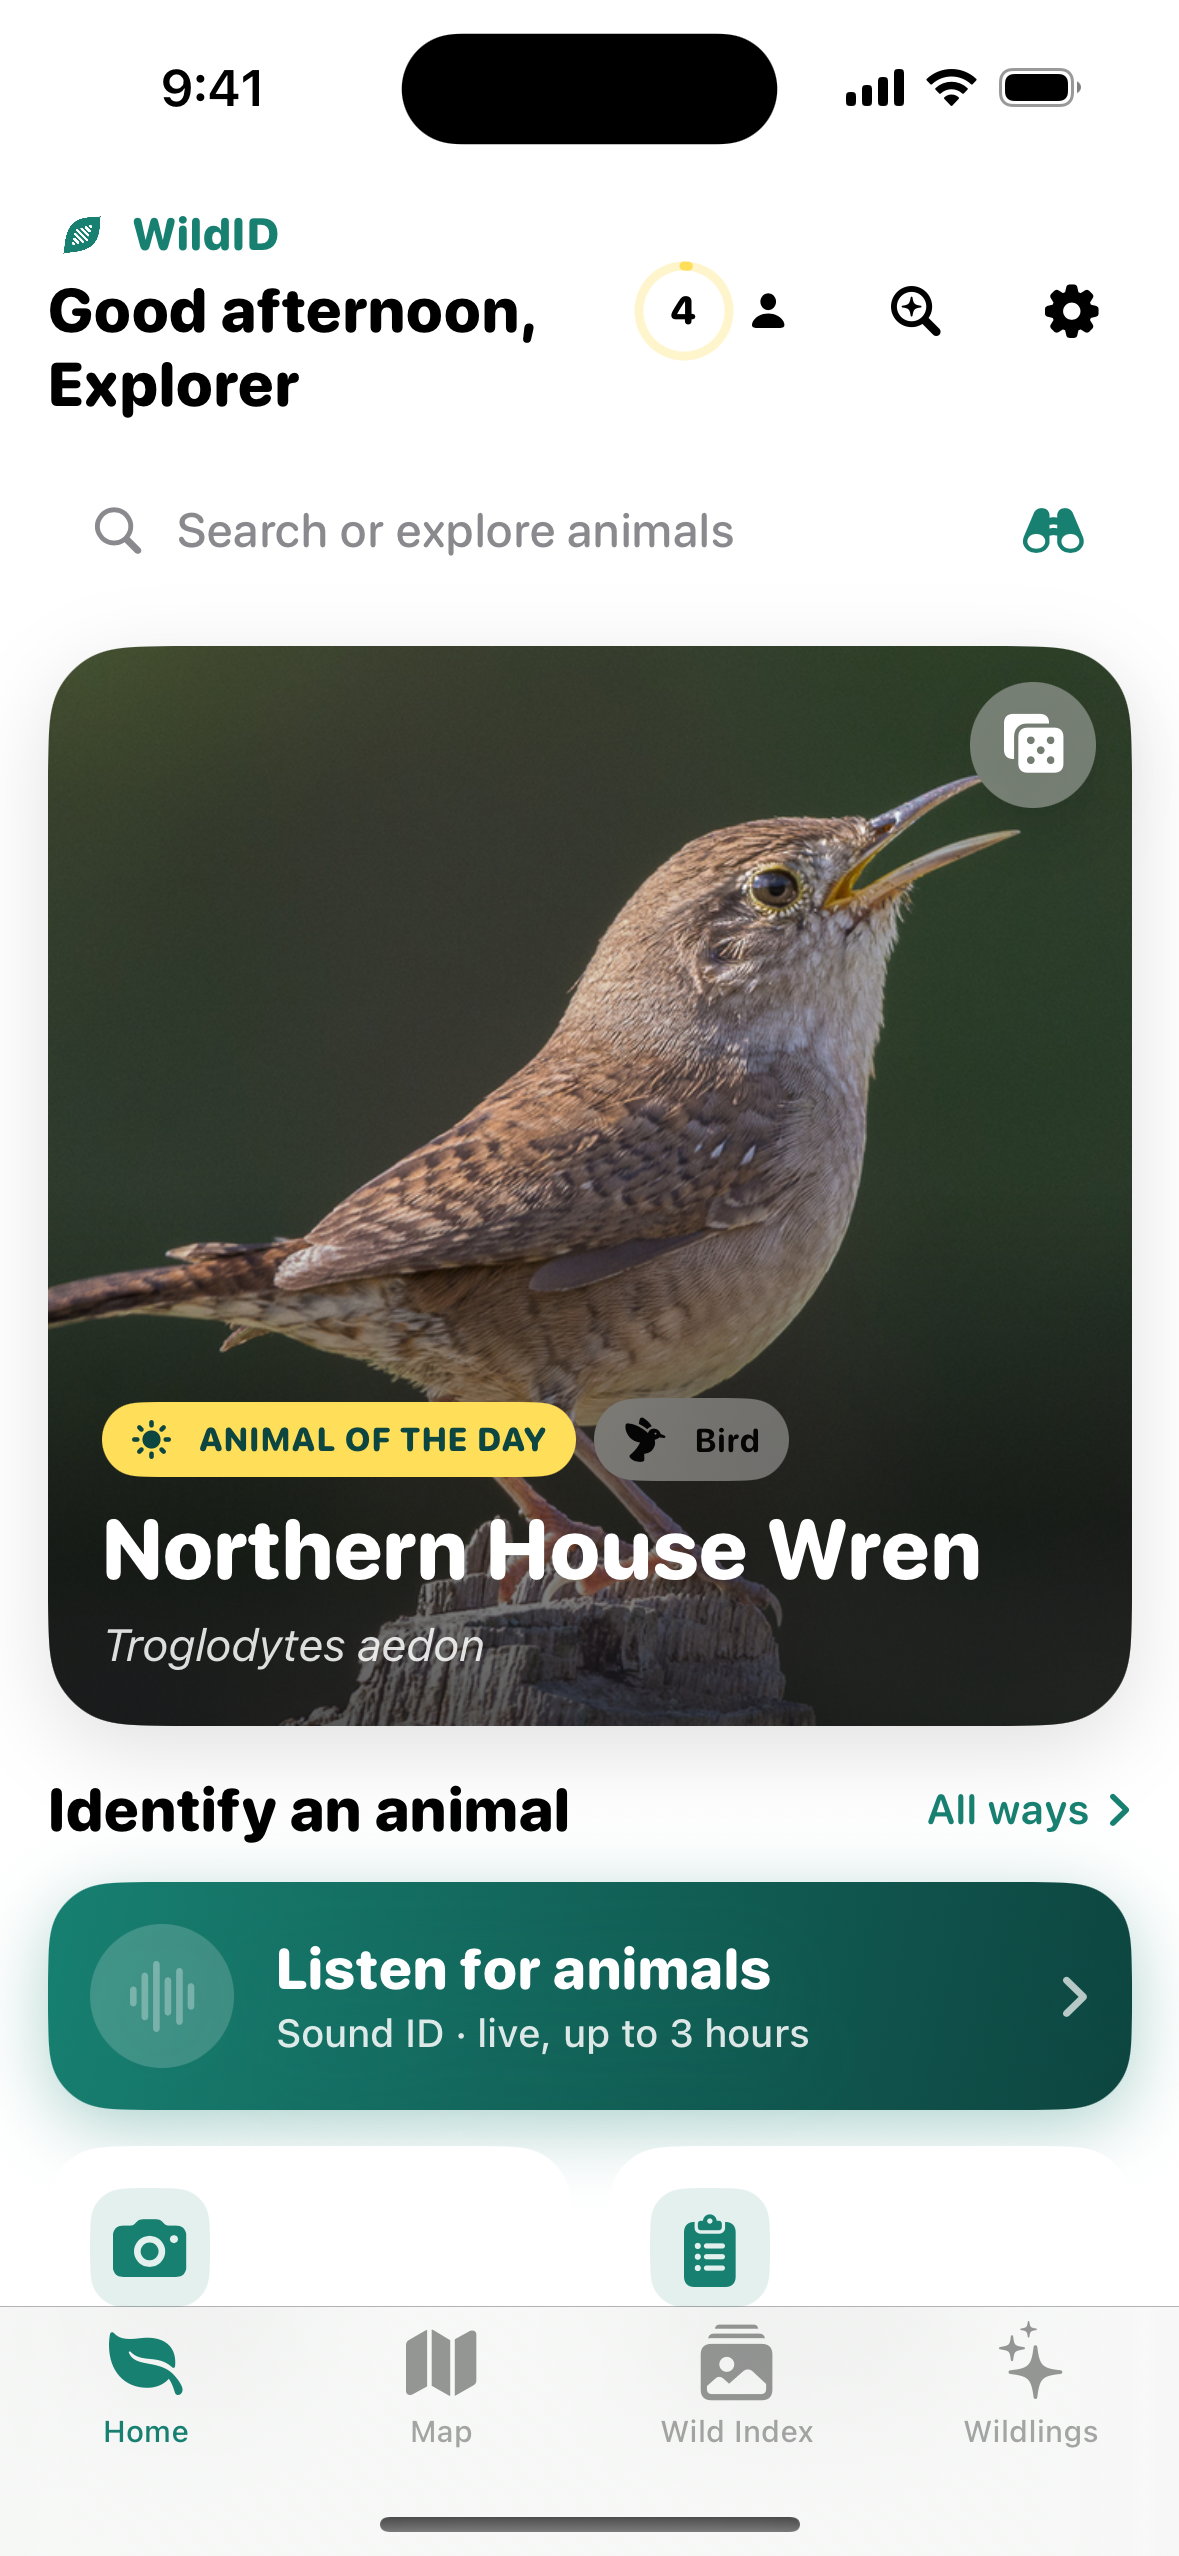 9:41
WildID
Good afternoon,
Explorer
4
Search or explore animals
ANIMAL OF THE DAY
Bird
Northern House Wren
Troglodytes aedon
Identify an animal
All ways
Listen for animals
Sound ID · live, up to 3 hours
Home
Map
Wild Index
Wildlings